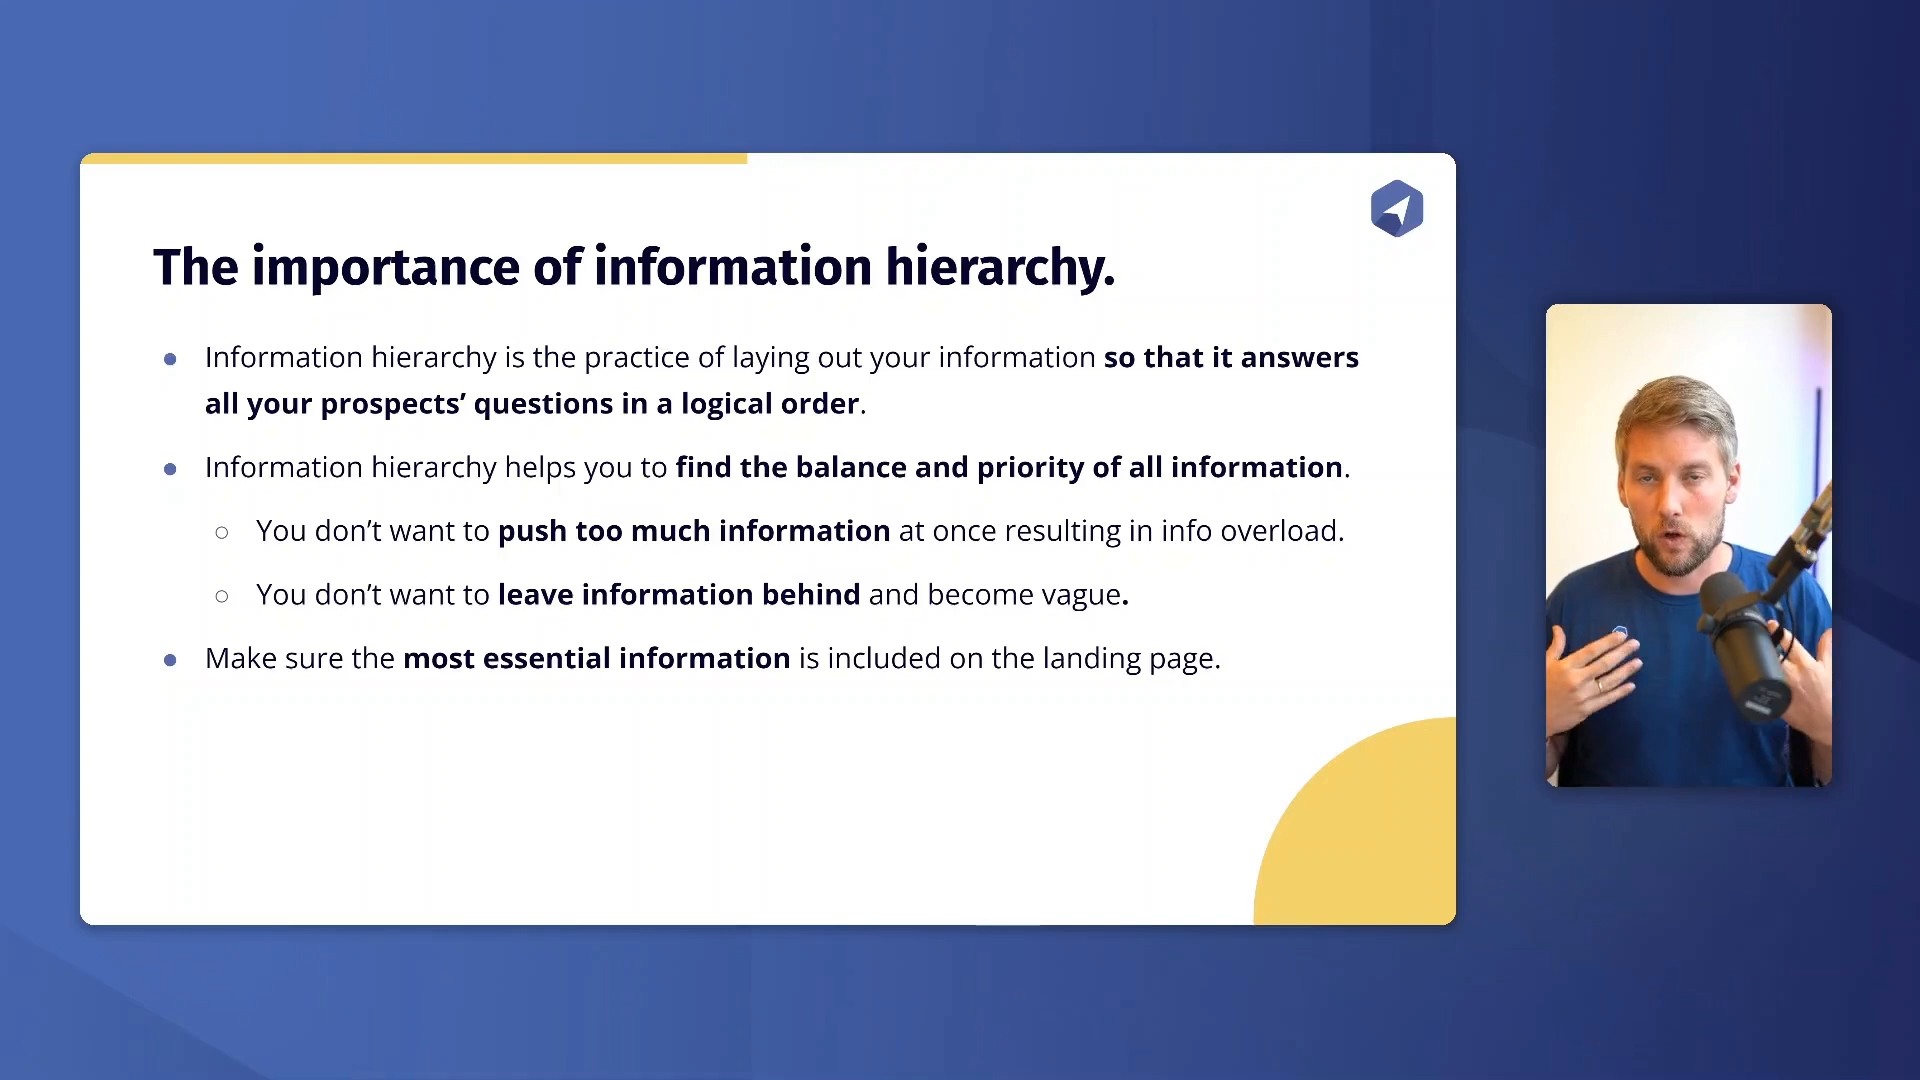 The importance of information hierarchy.
● Information hierarchy is the practice of laying out your information so that it answers
all your prospects’ questions in a logical order.
● Information hierarchy helps you to find the balance and priority of all information.
○ You don’t want to push too much information at once resulting in info overload.
○ You don’t want to leave information behind and become vague.
● Make sure the most essential information is included on the landing page.